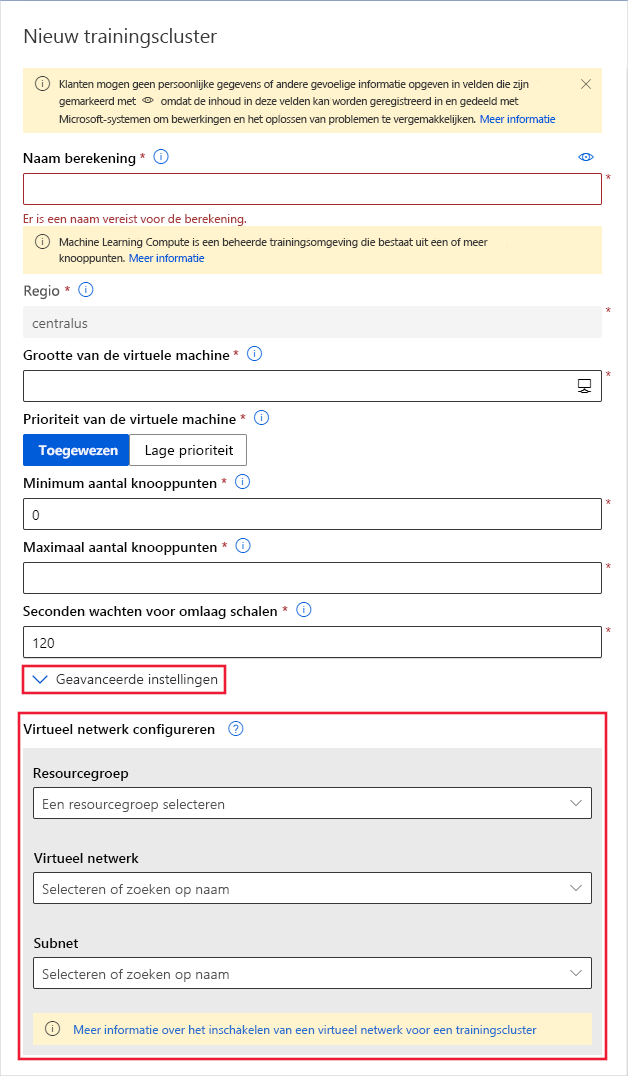 Nieuw trainingscluster
Klanten mogen geen persoonlijke gegevens of andere gevoelige informatie opgeven in velden die zijn
gemarkeerd met omdat de inhoud in deze velden kan worden geregistreerd in en gedeeld met
Microsoft-systemen om bewerkingen en het oplossen van problemen te vergemakkelijken. Meer informatie
Naam berekening *
*
Er is een naam vereist voor de berekening.
Machine Learning Compute is een beheerde trainingsomgeving die bestaat uit een of meer
knooppunten. Meer informatie
Regio *
centralus *
Grootte van de virtuele machine *
*
Prioriteit van de virtuele machine *
Toegewezen Lage prioriteit
Minimum aantal knooppunten *
0 *
Maximaal aantal knooppunten *
*
Seconden wachten voor omlaag schalen *
120 *
Geavanceerde instellingen
Virtueel netwerk configureren ?
Resourcegroep
Een resourcegroep selecteren
Virtueel netwerk
Selecteren of zoeken op naam
Subnet
Selecteren of zoeken op naam
Meer informatie over het inschakelen van een virtueel netwerk voor een trainingscluster